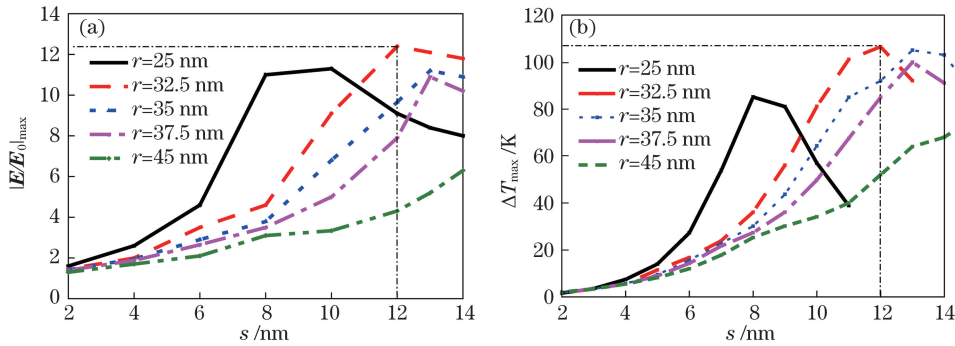 (a)
14
12
10
8
6
4
2
0
|E/E₀|max
r=25 nm
r=32.5 nm
r=35 nm
r=37.5 nm
r=45 nm
2 4 6 8 10 12 14
s /nm
(b)
120
100
80
60
40
20
0
ΔTmax /K
r=25 nm
r=32.5 nm
r=35 nm
r=37.5 nm
r=45 nm
2 4 6 8 10 12 14
s /nm